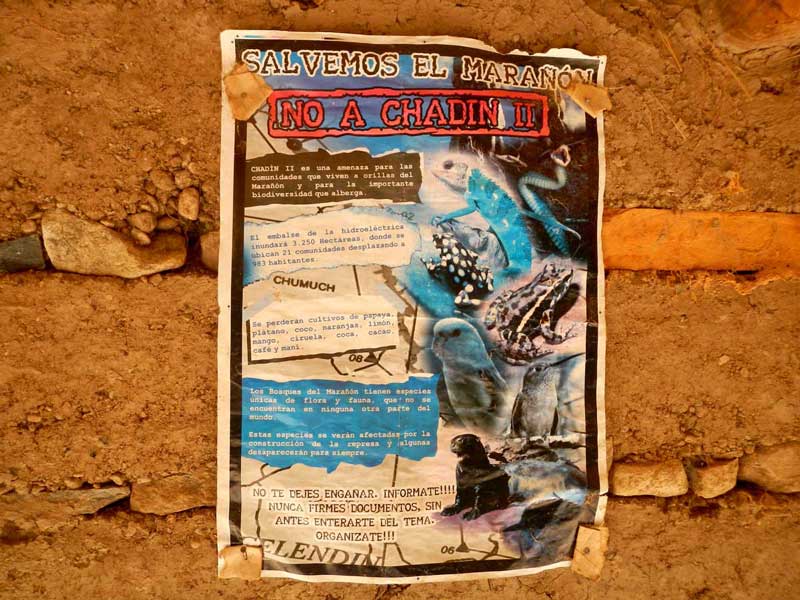 SALVEMOS EL MARAÑÓN
NO A CHADIN II
CHADÍN II es una amenaza para las
comunidades que viven a orillas del
Marañón y para la importante
biodiversidad que alberga.
92
El embalse de la hidroeléctrica
inundará 3.250 Hectáreas, donde se
ubican 21 comunidades desplazando a
983 habitantes.
CHUMUCH
Se perderán cultivos de papaya,
plátano, coco, naranjas, limón,
mango, ciruela, coca, cacao,
café y maní.
08
Los Bosques del Marañón tienen especies
únicas de flora y fauna, que no se
encuentran en ninguna otra parte del
mundo.
Estas especies se verán afectadas por la
construcción de la represa y algunas
desaparecerán para siempre.
NO TE DEJES ENGAÑAR. INFORMATE!!!!
NUNCA FIRMES DOCUMENTOS, SIN
ANTES ENTERARTE DEL TEMA.
ORGANIZATE!!!
CELENDIN
06